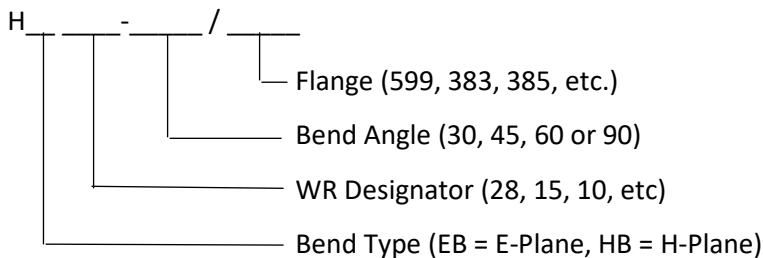 H__ ____-_____/_____
Flange (599, 383, 385, etc.)
Bend Angle (30, 45, 60 or 90)
WR Designator (28, 15, 10, etc)
Bend Type (EB = E-Plane, HB = H-Plane)